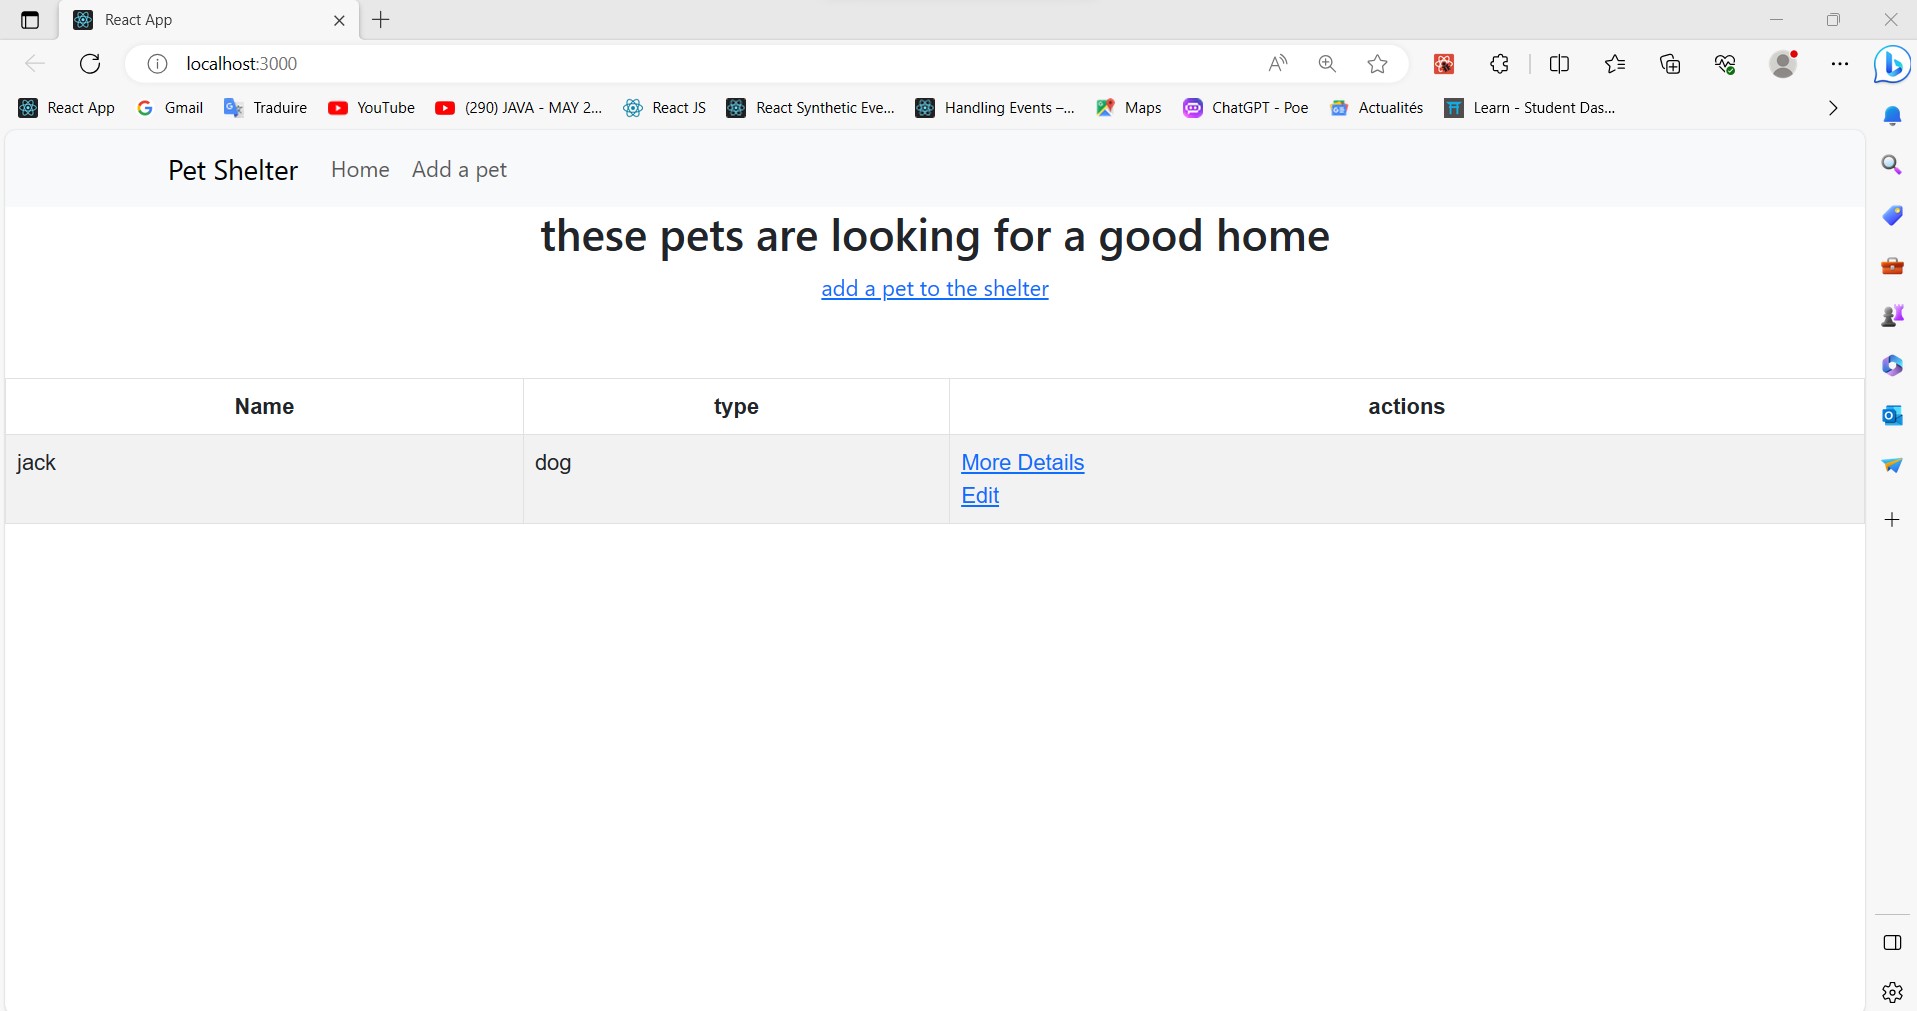 React App
localhost:3000
React App Gmail Traduire YouTube (290) JAVA - MAY 2... React JS React Synthetic Eve... Handling Events –... Maps ChatGPT - Poe Actualités Learn - Student Das...
Pet Shelter Home Add a pet
these pets are looking for a good home
add a pet to the shelter
Name type actions
jack dog More Details
Edit